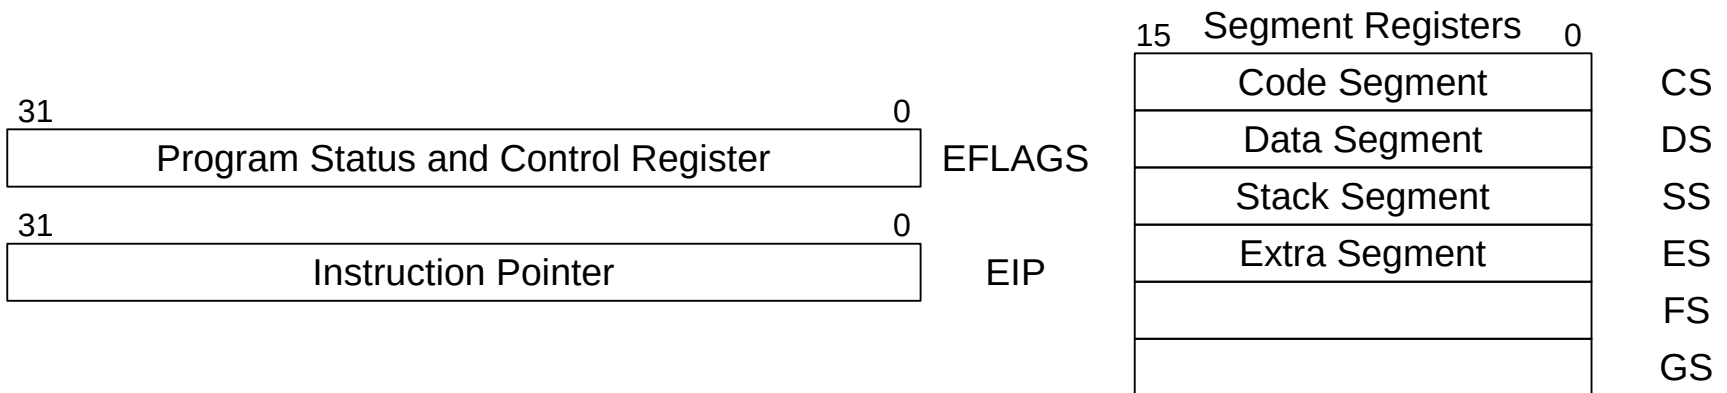 31 0
Program Status and Control Register EFLAGS
31 0
Instruction Pointer EIP
15 Segment Registers 0
Code Segment CS
Data Segment DS
Stack Segment SS
Extra Segment ES
FS
GS